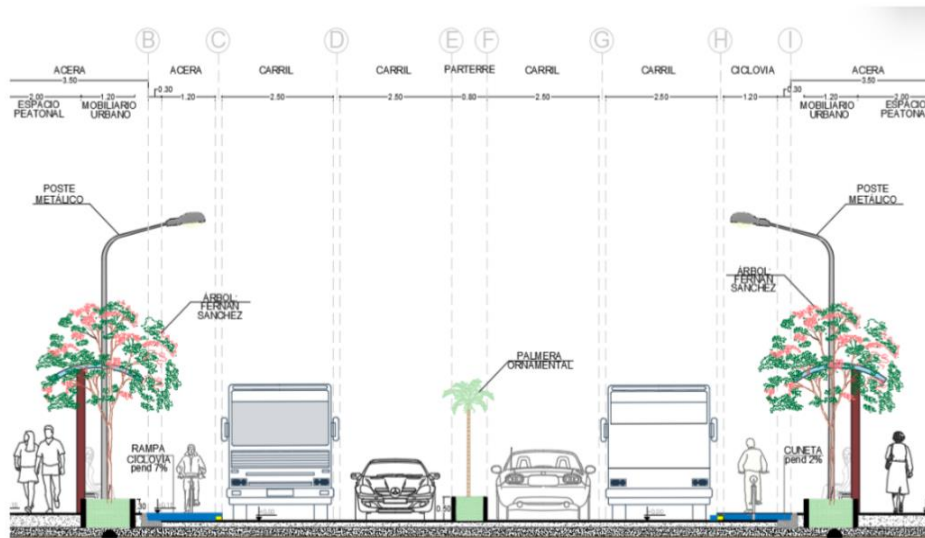 B C D E F G H I
ACERA ACERA CARRIL CARRIL PARTERRE CARRIL CARRIL CICLOVIA ACERA
3.50 3.50
0.30 0.30
2.00 1.20 1.20 2.50 2.50 0.80 2.50 2.50 1.20 1.20 2.00
ESPACIO PEATONAL
MOBILIARIO URBANO
MOBILIARIO URBANO
ESPACIO PEATONAL
POSTE
METÁLICO
POSTE
METÁLICO
ÁRBOL:
FERNAN
SANCHEZ
ÁRBOL:
FERNAN
SANCHEZ
PALMERA
ORNAMENTAL
RAMPA
CICLOVIA
pend 7%
CUNETA
pend 2%
0.50